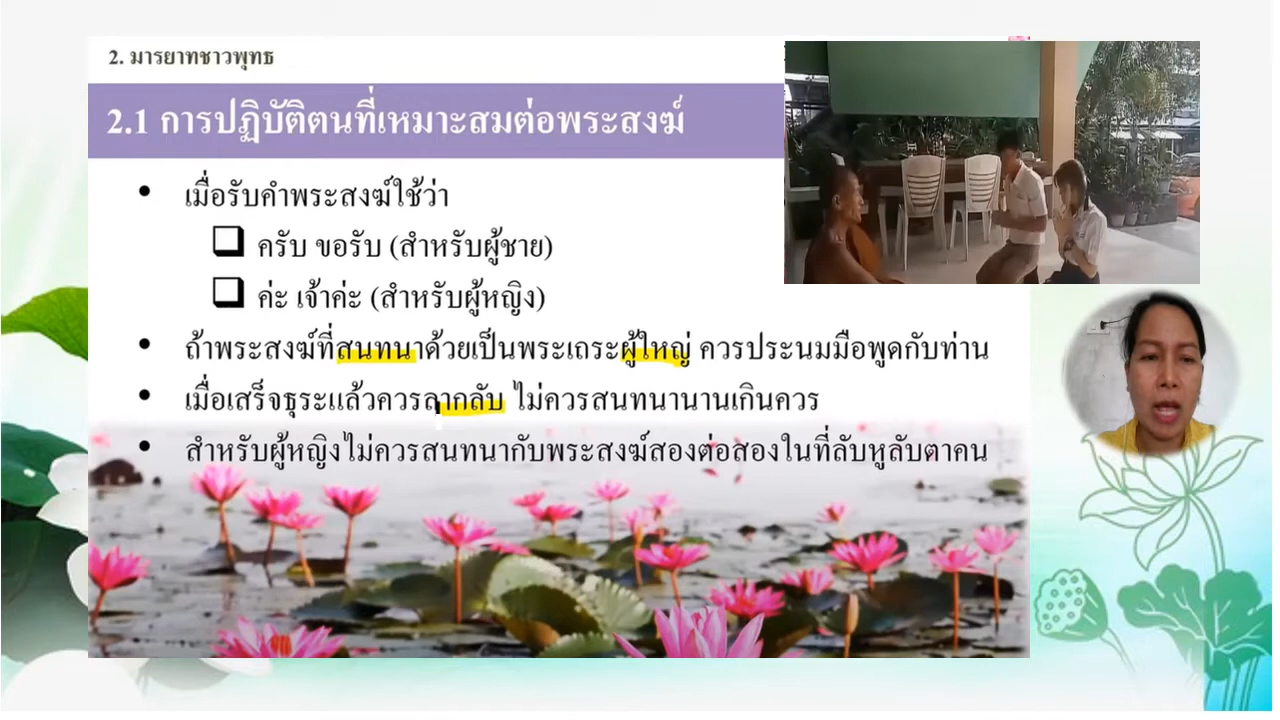 2. มารยาทชาวพุทธ
2.1 การปฏิบัติตนที่เหมาะสมต่อพระสงฆ์
• เมื่อรับคำพระสงฆ์ใช้ว่า
❑ ครับ ขอรับ (สำหรับผู้ชาย)
❑ ค่ะ เจ้าค่ะ (สำหรับผู้หญิง)
• ถ้าพระสงฆ์ที่สนทนาด้วยเป็นพระเถระผู้ใหญ่ ควรประนมมือพูดกับท่าน
• เมื่อเสร็จธุระแล้วควรลากลับ ไม่ควรสนทนานานเกินควร
• สำหรับผู้หญิงไม่ควรสนทนากับพระสงฆ์สองต่อสองในที่ลับหูลับตาคน